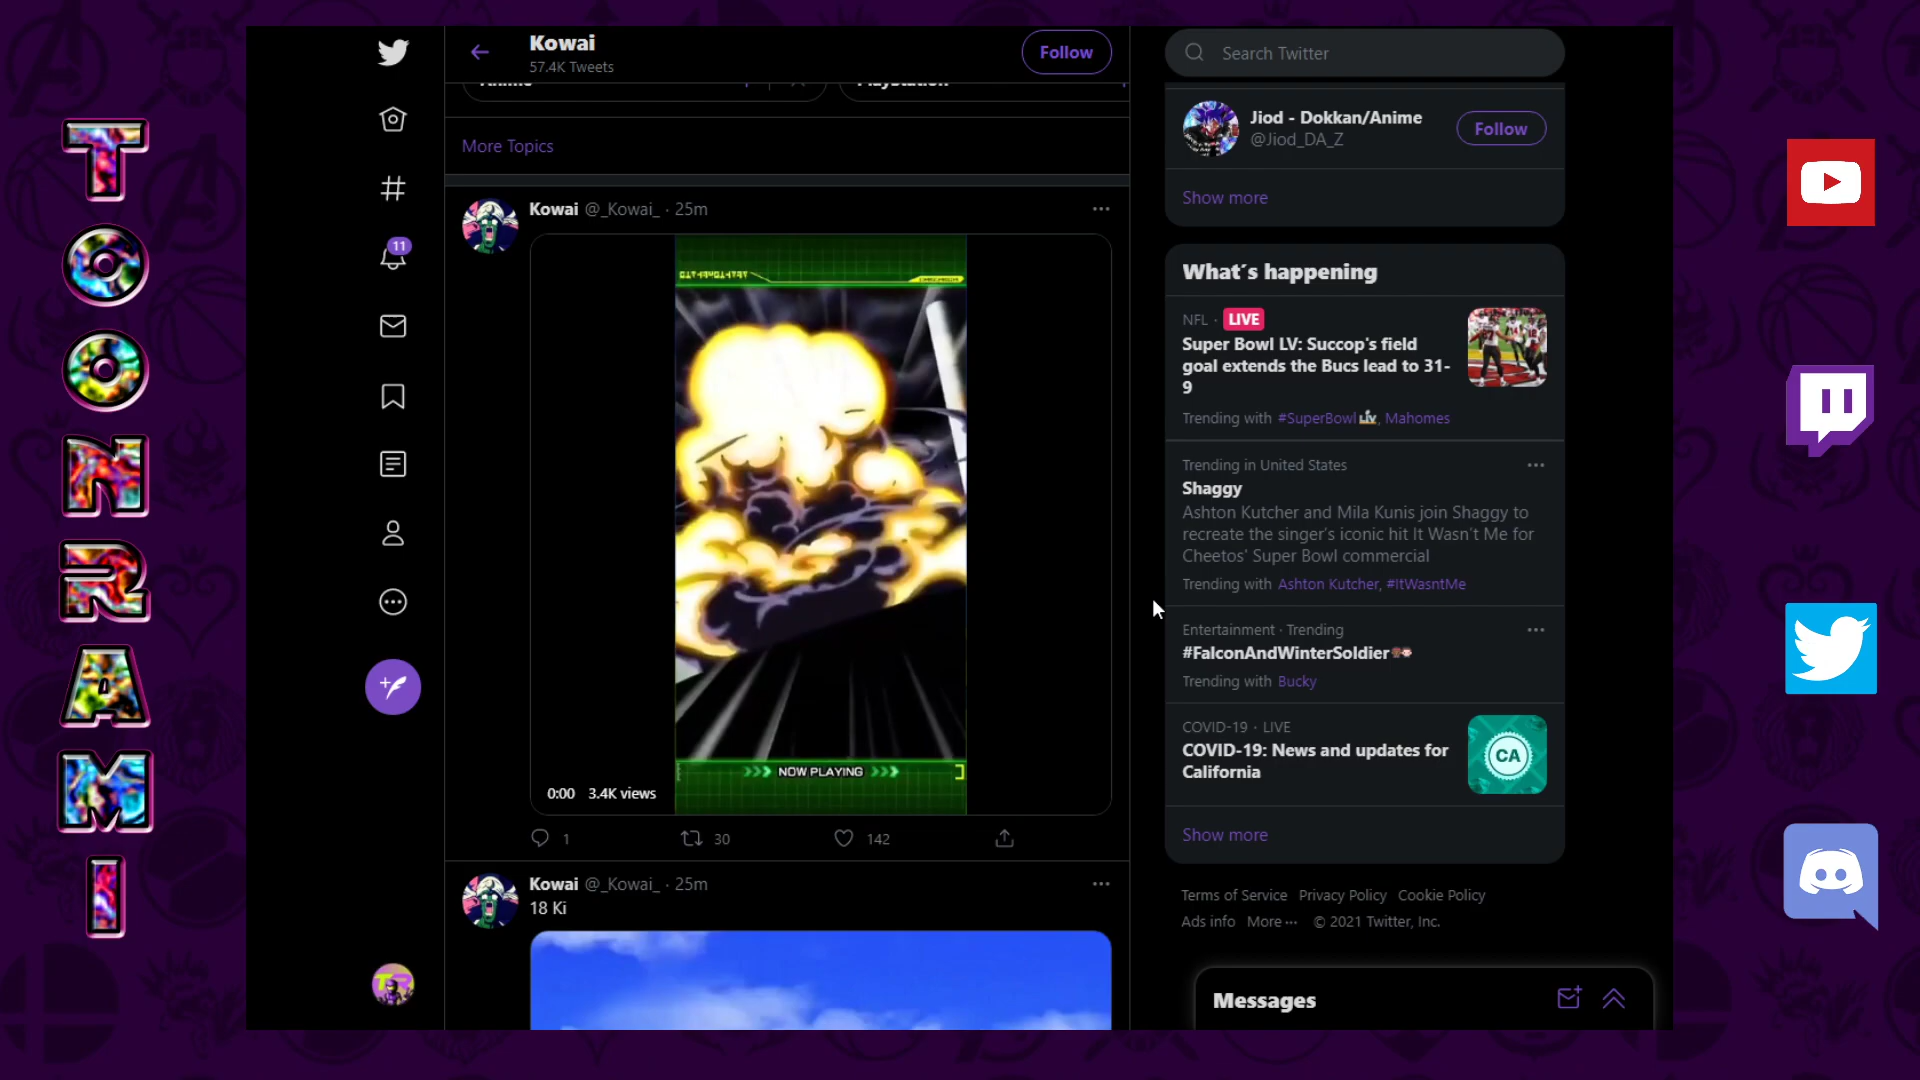 TOONRAMI
Kowai
57.4K Tweets
Follow
Anime
PlayStation
More Topics
Kowai @_Kowai_ · 25m
NOW PLAYING
0:00 3.4K views
1 30 142
Kowai @_Kowai_ · 25m
18 Ki
11
Search Twitter
Jiod - Dokkan/Anime
@Jiod_DA_Z
Follow
Show more
What's happening
NFL · LIVE
Super Bowl LV: Succop's field
goal extends the Bucs lead to 31-
9
Trending with #SuperBowl, Mahomes
Trending in United States
Shaggy
Ashton Kutcher and Mila Kunis join Shaggy to
recreate the singer's iconic hit It Wasn't Me for
Cheetos' Super Bowl commercial
Trending with Ashton Kutcher, #ItWasntMe
Entertainment · Trending
#FalconAndWinterSoldier
Trending with Bucky
COVID-19 · LIVE
COVID-19: News and updates for
California
CA
Show more
Terms of Service Privacy Policy Cookie Policy
Ads info More ··· © 2021 Twitter, Inc.
Messages